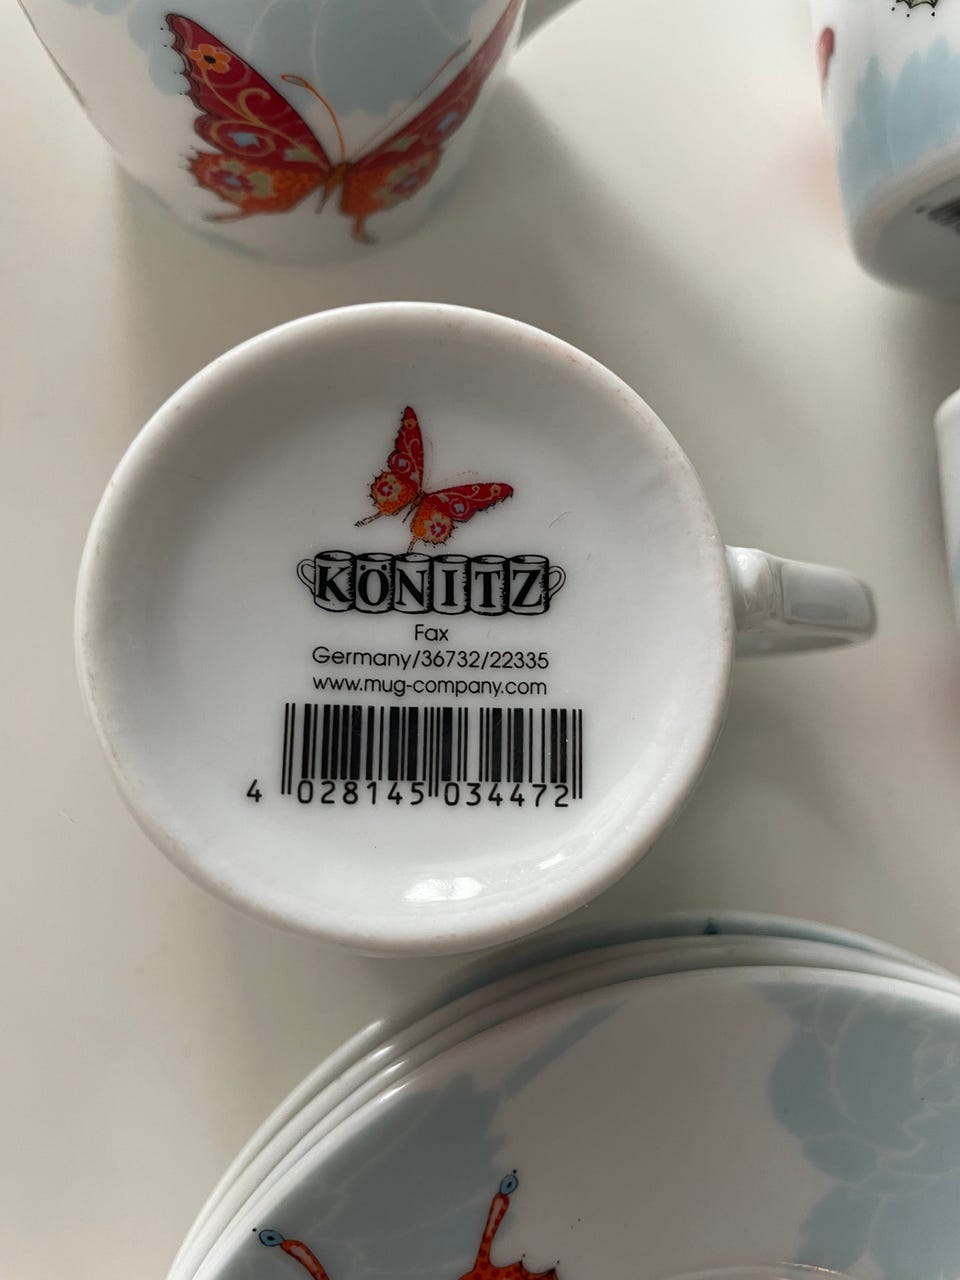 KÖNITZ
Fax
Germany/36732/22335
www.mug-company.com
4 028145 034472